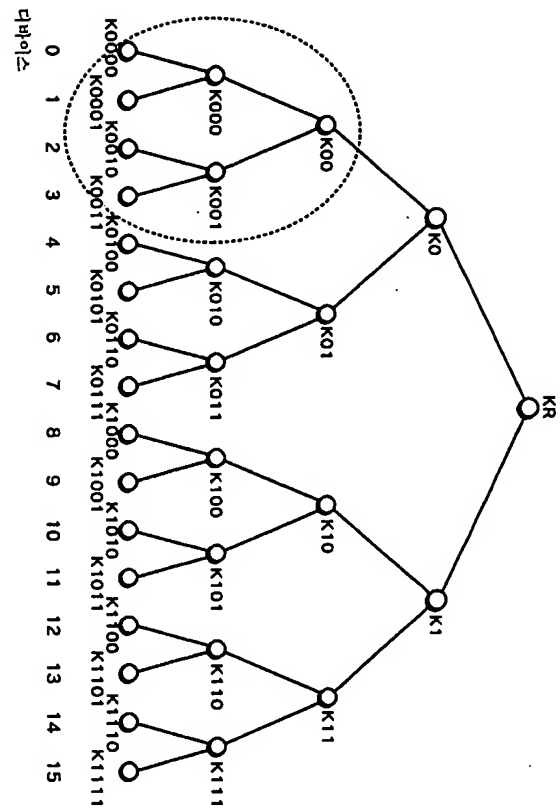 KR
K0
K1
K00
K01
K10
K11
K000
K001
K010
K011
K100
K101
K110
K111
K0000
K0001
K0010
K0011
K0100
K0101
K0110
K0111
K1000
K1001
K1010
K1011
K1100
K1101
K1110
K1111
디바이스 0 1 2 3 4 5 6 7 8 9 10 11 12 13 14 15